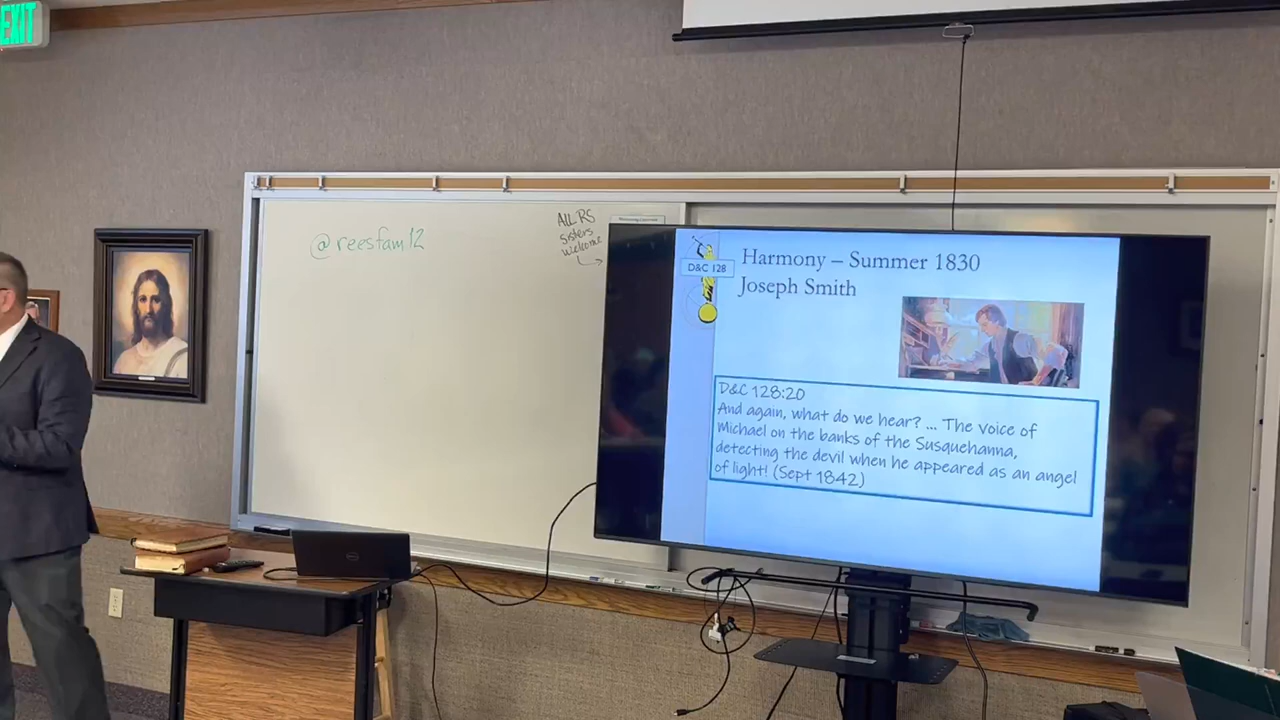 EXIT
@reesfam12
ALL RS
Sisters
welcome
D&C 128
Harmony – Summer 1830
Joseph Smith
D&C 128:20
And again, what do we hear? ... The voice of
Michael on the banks of the Susquehanna,
detecting the devil when he appeared as an angel
of light! (Sept 1842)
DELL